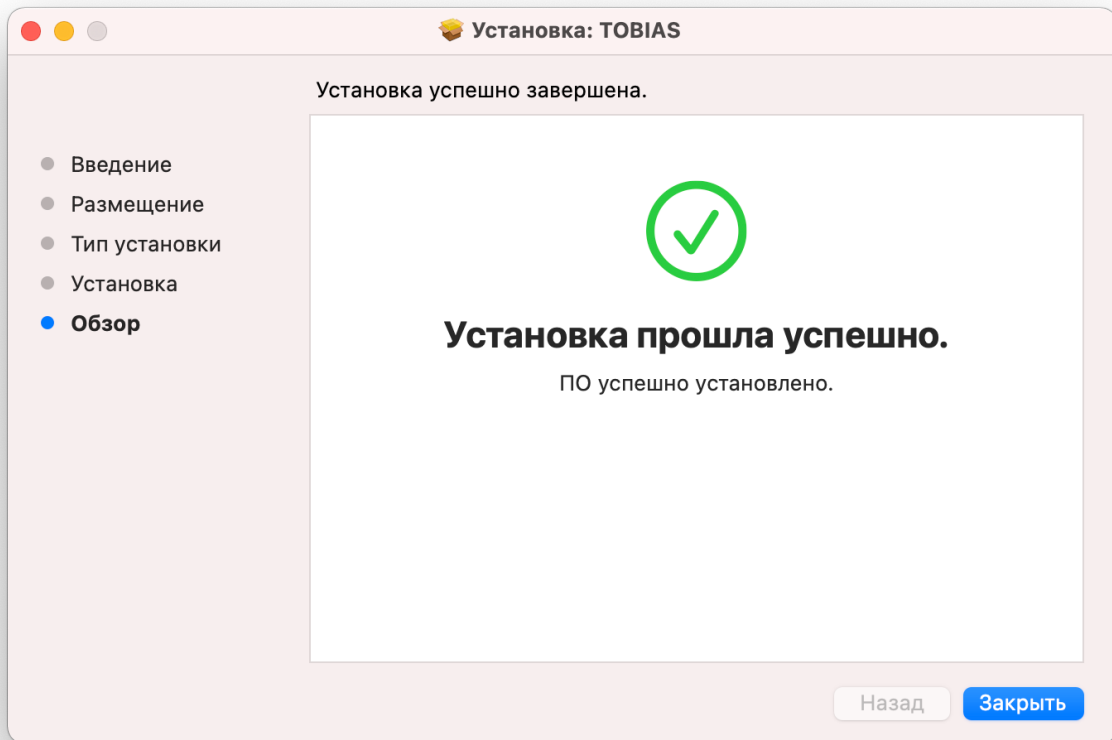 Установка: TOBIAS
Установка успешно завершена.
Введение
Размещение
Тип установки
Установка
Обзор
Установка прошла успешно.
ПО успешно установлено.
Назад
Закрыть